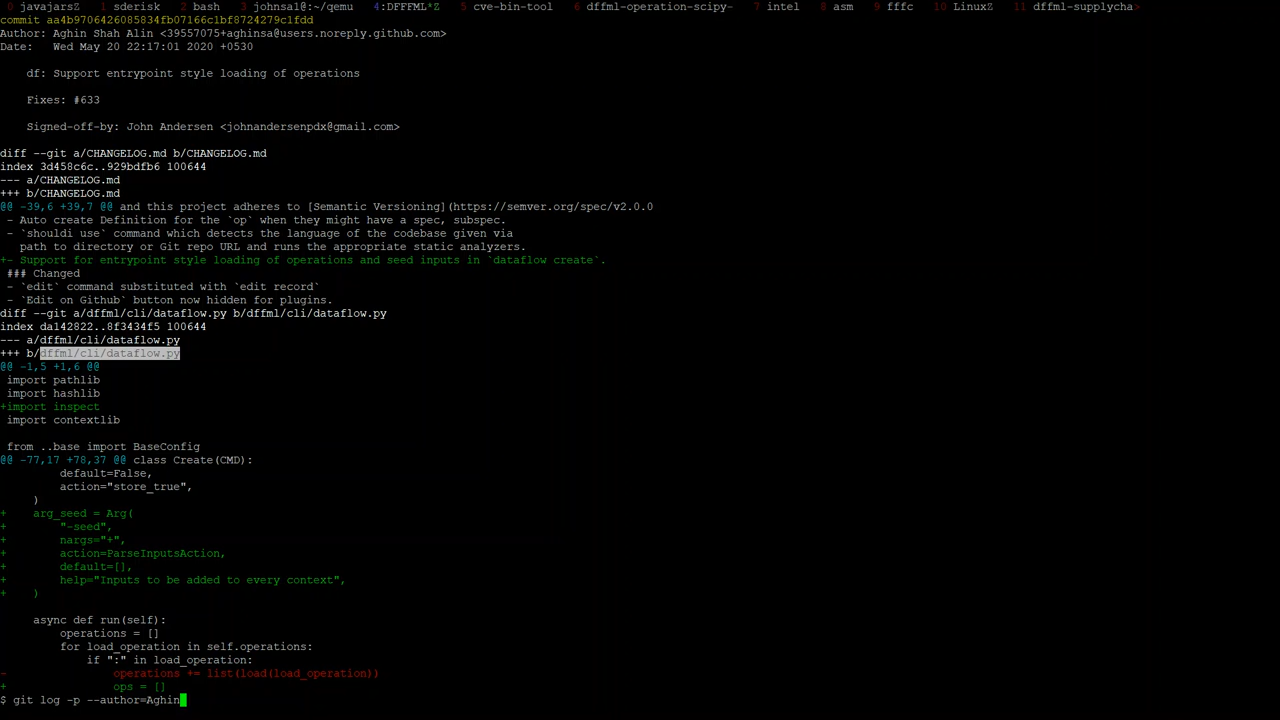 0 javajarsZ 1 sderisk 2 bash 3 johnsa1@:~/qemu 4:DFFFML*Z 5 cve-bin-tool 6 dffml-operation-scipy- 7 intel 8 asm 9 fffc 10 LinuxZ 11 dffml-supplycha>
commit aa4b9706426085834fb07166c1bf8724279c1fdd
Author: Aghin Shah Alin <39557075+aghinsa@users.noreply.github.com>
Date:   Wed May 20 22:17:01 2020 +0530
    df: Support entrypoint style loading of operations
    Fixes: #633
    Signed-off-by: John Andersen <johnandersenpdx@gmail.com>
diff --git a/CHANGELOG.md b/CHANGELOG.md
index 3d458c6c..929bdfb6 100644
--- a/CHANGELOG.md
+++ b/CHANGELOG.md
@@ -39,6 +39,7 @@ and this project adheres to [Semantic Versioning](https://semver.org/spec/v2.0.0
 - Auto create Definition for the `op` when they might have a spec, subspec.
 - `shouldi use` command which detects the language of the codebase given via
   path to directory or Git repo URL and runs the appropriate static analyzers.
+- Support for entrypoint style loading of operations and seed inputs in `dataflow create`.
 ### Changed
 - `edit` command substituted with `edit record`
 - `Edit on Github` button now hidden for plugins.
diff --git a/dffml/cli/dataflow.py b/dffml/cli/dataflow.py
index da142822..8f3434f5 100644
--- a/dffml/cli/dataflow.py
+++ b/dffml/cli/dataflow.py
@@ -1,5 +1,6 @@
 import pathlib
 import hashlib
+import inspect
 import contextlib
 from ..base import BaseConfig
@@ -77,17 +78,37 @@ class Create(CMD):
         default=False,
         action="store_true",
     )
+    arg_seed = Arg(
+        "-seed",
+        nargs="+",
+        action=ParseInputsAction,
+        default=[],
+        help="Inputs to be added to every context",
+    )
     async def run(self):
         operations = []
         for load_operation in self.operations:
             if ":" in load_operation:
-                operations += list(load(load_operation))
+                ops = []
$ git log -p --author=Aghin